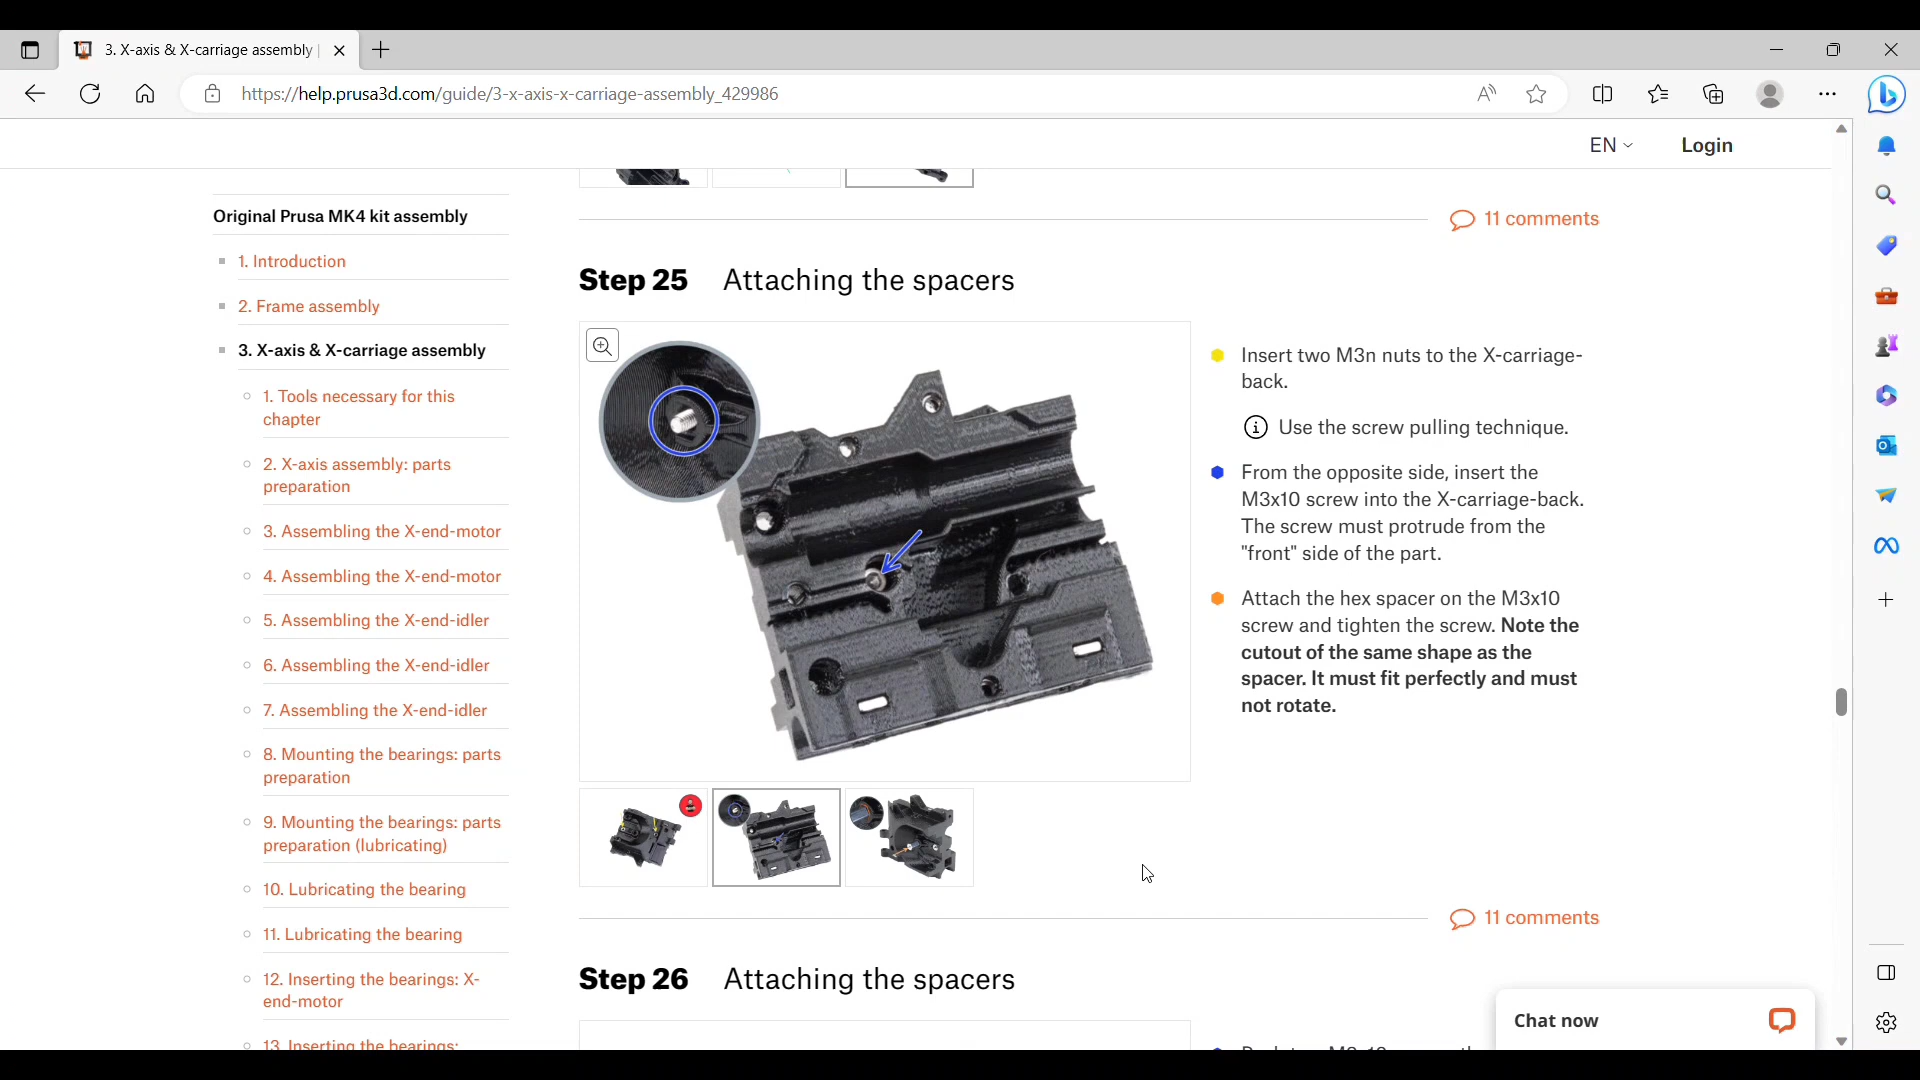 3. X-axis & X-carriage assembly |
https://help.prusa3d.com/guide/3-x-axis-x-carriage-assembly_429986
EN
Login
Original Prusa MK4 kit assembly
1. Introduction
2. Frame assembly
3. X-axis & X-carriage assembly
1. Tools necessary for this
chapter
2. X-axis assembly: parts
preparation
3. Assembling the X-end-motor
4. Assembling the X-end-motor
5. Assembling the X-end-idler
6. Assembling the X-end-idler
7. Assembling the X-end-idler
8. Mounting the bearings: parts
preparation
9. Mounting the bearings: parts
preparation (lubricating)
10. Lubricating the bearing
11. Lubricating the bearing
12. Inserting the bearings: X-
end-motor
13. Inserting the bearings:
11 comments
Step 25 Attaching the spacers
Insert two M3n nuts to the X-carriage-
back.
Use the screw pulling technique.
From the opposite side, insert the
M3x10 screw into the X-carriage-back.
The screw must protrude from the
"front" side of the part.
Attach the hex spacer on the M3x10
screw and tighten the screw. Note the
cutout of the same shape as the
spacer. It must fit perfectly and must
not rotate.
11 comments
Step 26 Attaching the spacers
Chat now